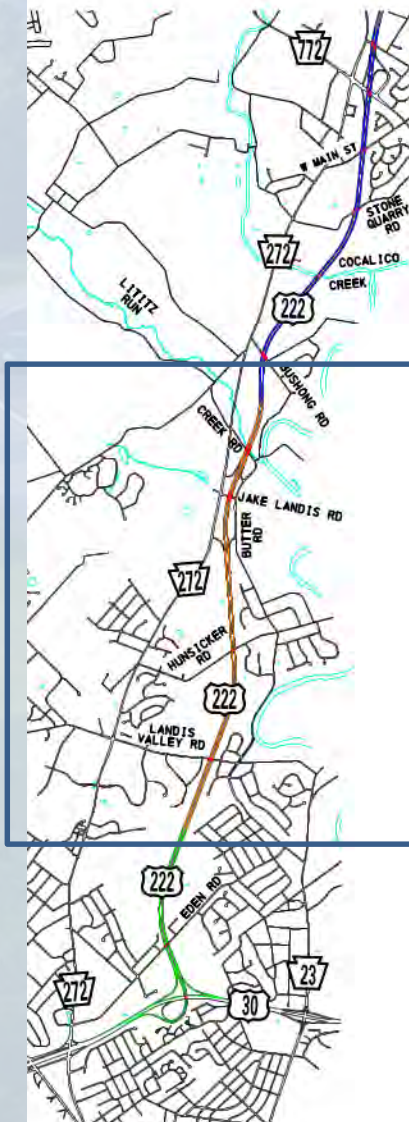 772
W MAIN ST
STONE
QUARRY
RD
272
COCALICO
CREEK
222
LITITZ
RUN
BUSHONG RD
CREEK RD
JAKE LANDIS RD
BUTTER
RD
272
HUNSICKER
RD
222
LANDIS
VALLEY RD
222
EDEN RD
272
23
30